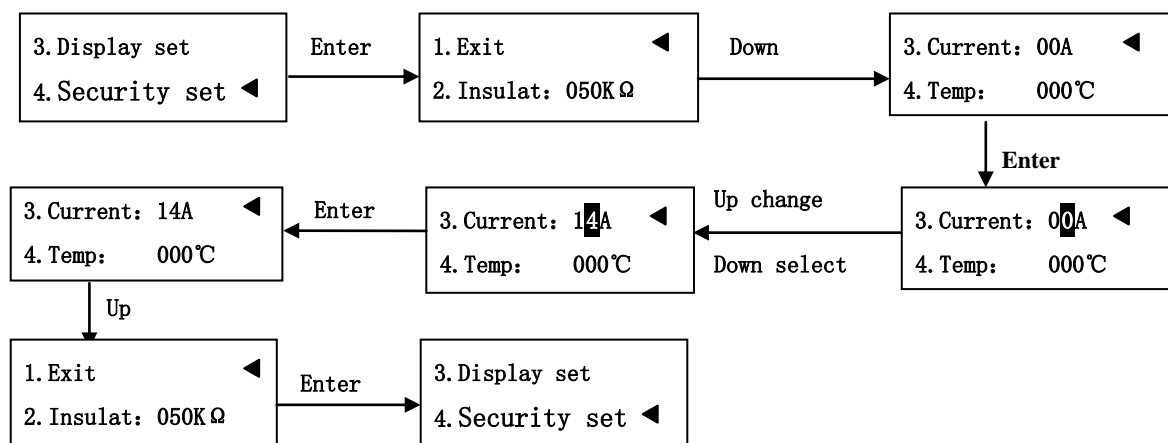 3.Display set
4.Security set ◀
Enter
1.Exit ◀
2.Insulat: 050KΩ
Down
3.Current: 00A ◀
4.Temp: 000℃
Enter
3.Current: 00A ◀
4.Temp: 000℃
Up change
Down select
3.Current: 14A ◀
4.Temp: 000℃
Enter
3.Current: 14A ◀
4.Temp: 000℃
Up
1.Exit ◀
2.Insulat: 050KΩ
Enter
3.Display set
4.Security set ◀